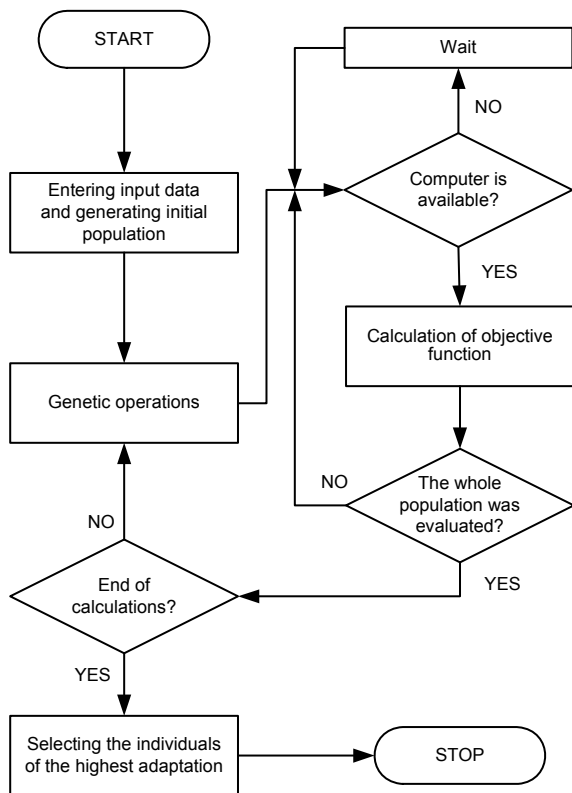 START
Entering input data
and generating initial
population
Genetic operations
Wait
NO
Computer is
available?
YES
Calculation of objective
function
The whole
population was
evaluated?
NO
YES
End of
calculations?
NO
YES
Selecting the individuals
of the highest adaptation
STOP